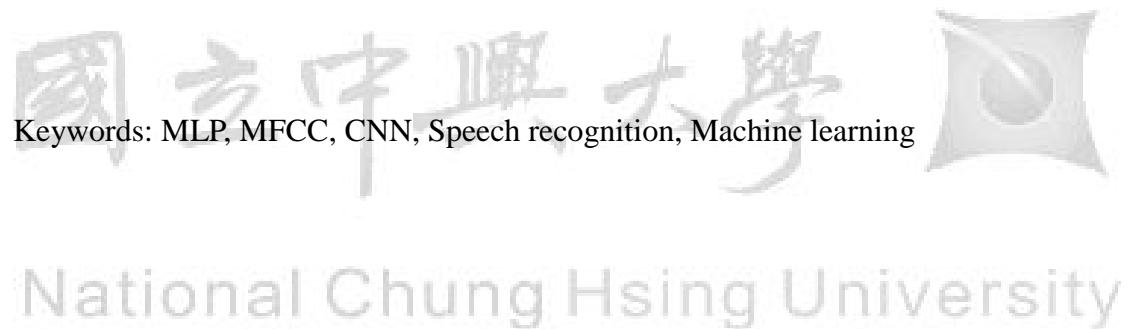 國立中興大學
Keywords: MLP, MFCC, CNN, Speech recognition, Machine learning
National Chung Hsing University